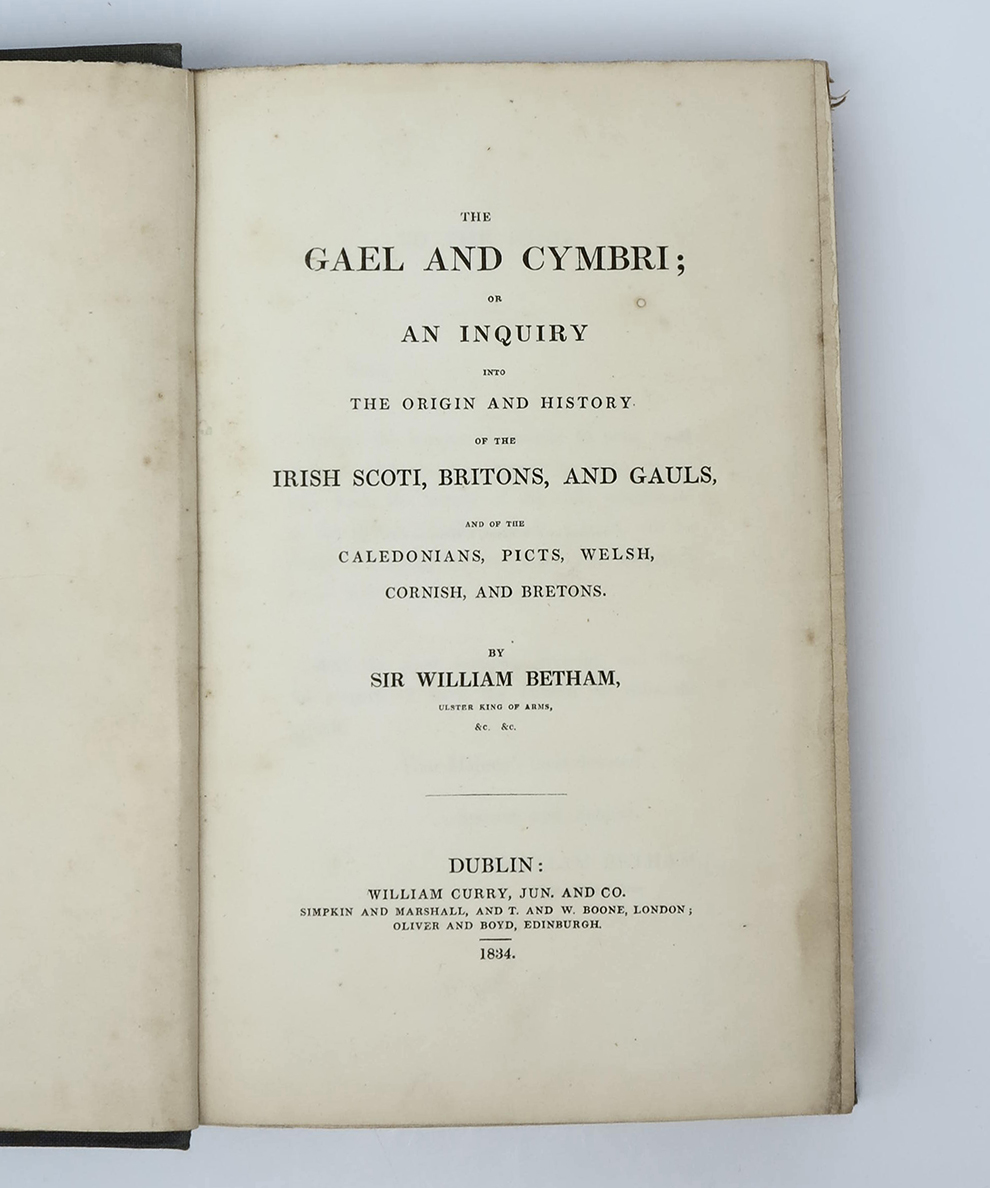 THE
GAEL AND CYMBRI;
OR
AN INQUIRY
INTO
THE ORIGIN AND HISTORY
OF THE
IRISH SCOTI, BRITONS, AND GAULS,
AND OF THE
CALEDONIANS, PICTS, WELSH,
CORNISH, AND BRETONS.
BY
SIR WILLIAM BETHAM,
ULSTER KING OF ARMS,
&c. &c.
DUBLIN:
WILLIAM CURRY, JUN. AND CO.
SIMPKIN AND MARSHALL, AND T. AND W. BOONE, LONDON;
OLIVER AND BOYD, EDINBURGH.
1834.